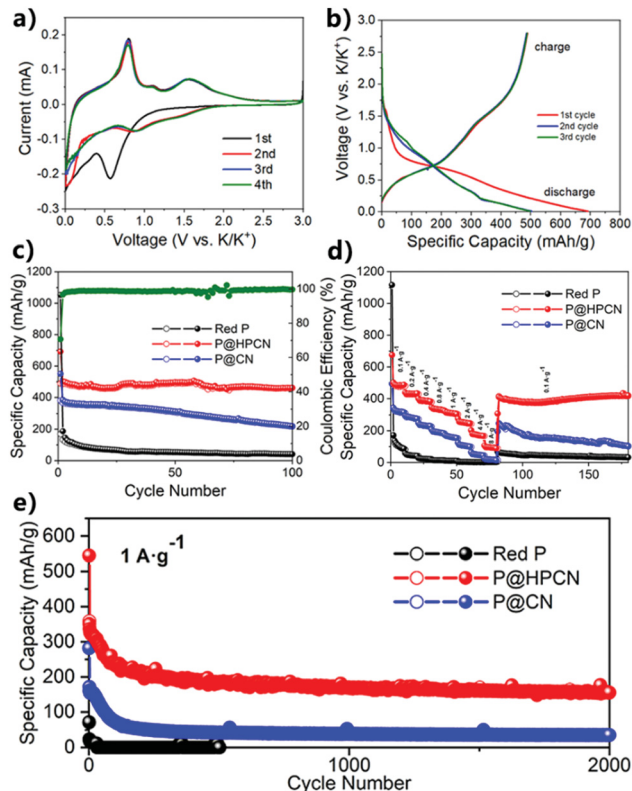 a)
0.2
0.1
0.0
-0.1
-0.2
-0.3
Current (mA)
1st
2nd
3rd
4th
0.0 0.5 1.0 1.5 2.0 2.5 3.0
Voltage (V vs. K/K⁺)
b)
3.0
2.5
2.0
1.5
1.0
0.5
0.0
Voltage (V vs. K/K⁺)
charge
1st cycle
2nd cycle
3rd cycle
discharge
0 100 200 300 400 500 600 700 800
Specific Capacity (mAh/g)
c)
1200
1000
800
600
400
200
0
Specific Capacity (mAh/g)
Red P
P@HPCN
P@CN
100
80
60
40
20
0
Coulombic Efficiency (%)
0 50 100
Cycle Number
d)
1200
1000
800
600
400
200
0
Specific Capacity (mAh/g)
Red P
P@HPCN
P@CN
0.1 A·g⁻¹
0.2 A·g⁻¹
0.4 A·g⁻¹
0.8 A·g⁻¹
1 A·g⁻¹
2 A·g⁻¹
4 A·g⁻¹
8 A·g⁻¹
0.1 A·g⁻¹
0 50 100 150
Cycle Number
e)
600
500
400
300
200
100
0
Specific Capacity (mAh/g)
1 A·g⁻¹
Red P
P@HPCN
P@CN
0 1000 2000
Cycle Number